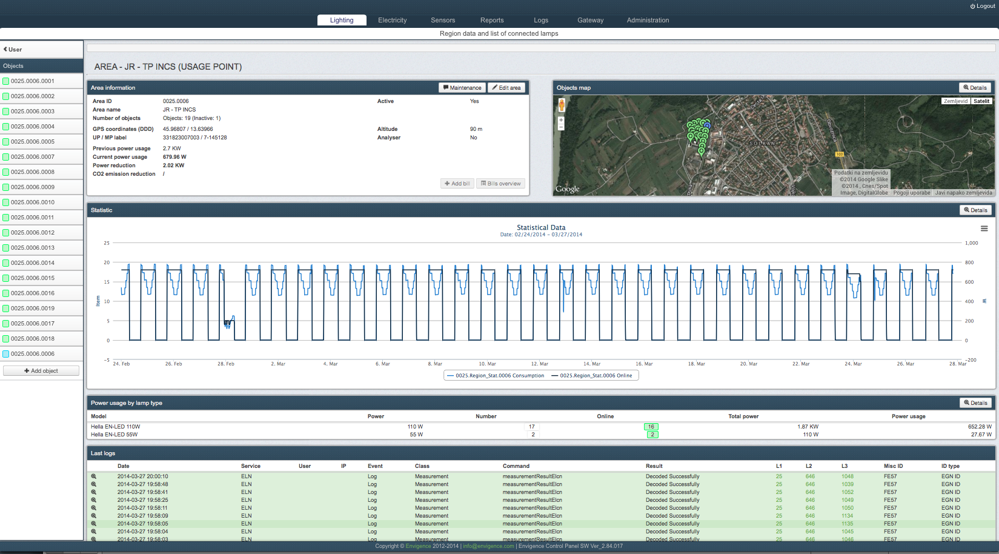 Logout
Lighting Electricity Sensors Reports Logs Gateway Administration
Region data and list of connected lamps
User
Objects
0025.0006.0001
0025.0006.0002
0025.0006.0003
0025.0006.0004
0025.0006.0005
0025.0006.0007
0025.0006.0008
0025.0006.0009
0025.0006.0010
0025.0006.0011
0025.0006.0012
0025.0006.0013
0025.0006.0014
0025.0006.0015
0025.0006.0016
0025.0006.0019
0025.0006.0017
0025.0006.0018
0025.0006.0006
Add object
AREA - JR - TP INCS (USAGE POINT)
Area information Maintenance Edit area
Area ID 0025.0006 Active Yes
Area name JR - TP INCS
Number of objects Objects: 19 (Inactive: 1)
GPS coordinates (DDD) 45.96807 / 13.63966 Altitude 90 m
UP / MP label 331823007003 / 7-145128 Analyser No
Previous power usage 2.7 KW
Current power usage 679.96 W
Power reduction 2.02 KW
CO2 emission reduction /
Add bill Bills overview
Objects map Details
Zemljevid Satelit
SOLKAN
103
Obvoznica
Google
Podatki na zemljevidu
©2014 Google Slike
©2014 , Cnes/Spot
Image, DigitalGlobe Pogoji uporabe Javi napako zemljevida
Statistic Details
Statistical Data
Date: 02/24/2014 - 03/27/2014
25 1,000
20 800
15 600
10 400
5 200
0 0
-5 -200
Item
W
24. Feb 26. Feb 28. Feb 2. Mar 4. Mar 6. Mar 8. Mar 10. Mar 12. Mar 14. Mar 16. Mar 18. Mar 20. Mar 22. Mar 24. Mar 26. Mar 28. Mar
0025.Region_Stat.0006 Consumption 0025.Region_Stat.0006 Online
Power usage by lamp type Details
Model Power Number Online Total power Power usage
Hella EN-LED 110W 110 W 17 16 1.87 KW 652.28 W
Hella EN-LED 55W 55 W 2 2 110 W 27.67 W
Last logs
Date Service User IP Event Class Command Result L1 L2 L3 Misc ID ID type
2014-03-27 20:00:10 ELN Log Measurement measurementResultElcn Decoded Successfully 25 646 1048 FE57 EGN ID
2014-03-27 19:58:48 ELN Log Measurement measurementResultElcn Decoded Successfully 25 646 1039 FE57 EGN ID
2014-03-27 19:58:41 ELN Log Measurement measurementResultElcn Decoded Successfully 25 646 1052 FE57 EGN ID
2014-03-27 19:58:25 ELN Log Measurement measurementResultElcn Decoded Successfully 25 646 1049 FE57 EGN ID
2014-03-27 19:58:11 ELN Log Measurement measurementResultElcn Decoded Successfully 25 646 1050 FE57 EGN ID
2014-03-27 19:58:09 ELN Log Measurement measurementResultElcn Decoded Successfully 25 646 1134 FE57 EGN ID
2014-03-27 19:58:05 ELN Log Measurement measurementResultElcn Decoded Successfully 25 646 1135 FE57 EGN ID
2014-03-27 19:58:04 ELN Log Measurement measurementResultElcn Decoded Successfully 25 646 1045 FE57 EGN ID
2014-03-27 19:58:03 ELN Log Measurement measurementResultElcn Decoded Successfully 25 646 1046 FE57 EGN ID
Copyright © Envigence 2012-2014 | info@envigence.com | Envigence Control Panel SW Ver_2.84.017